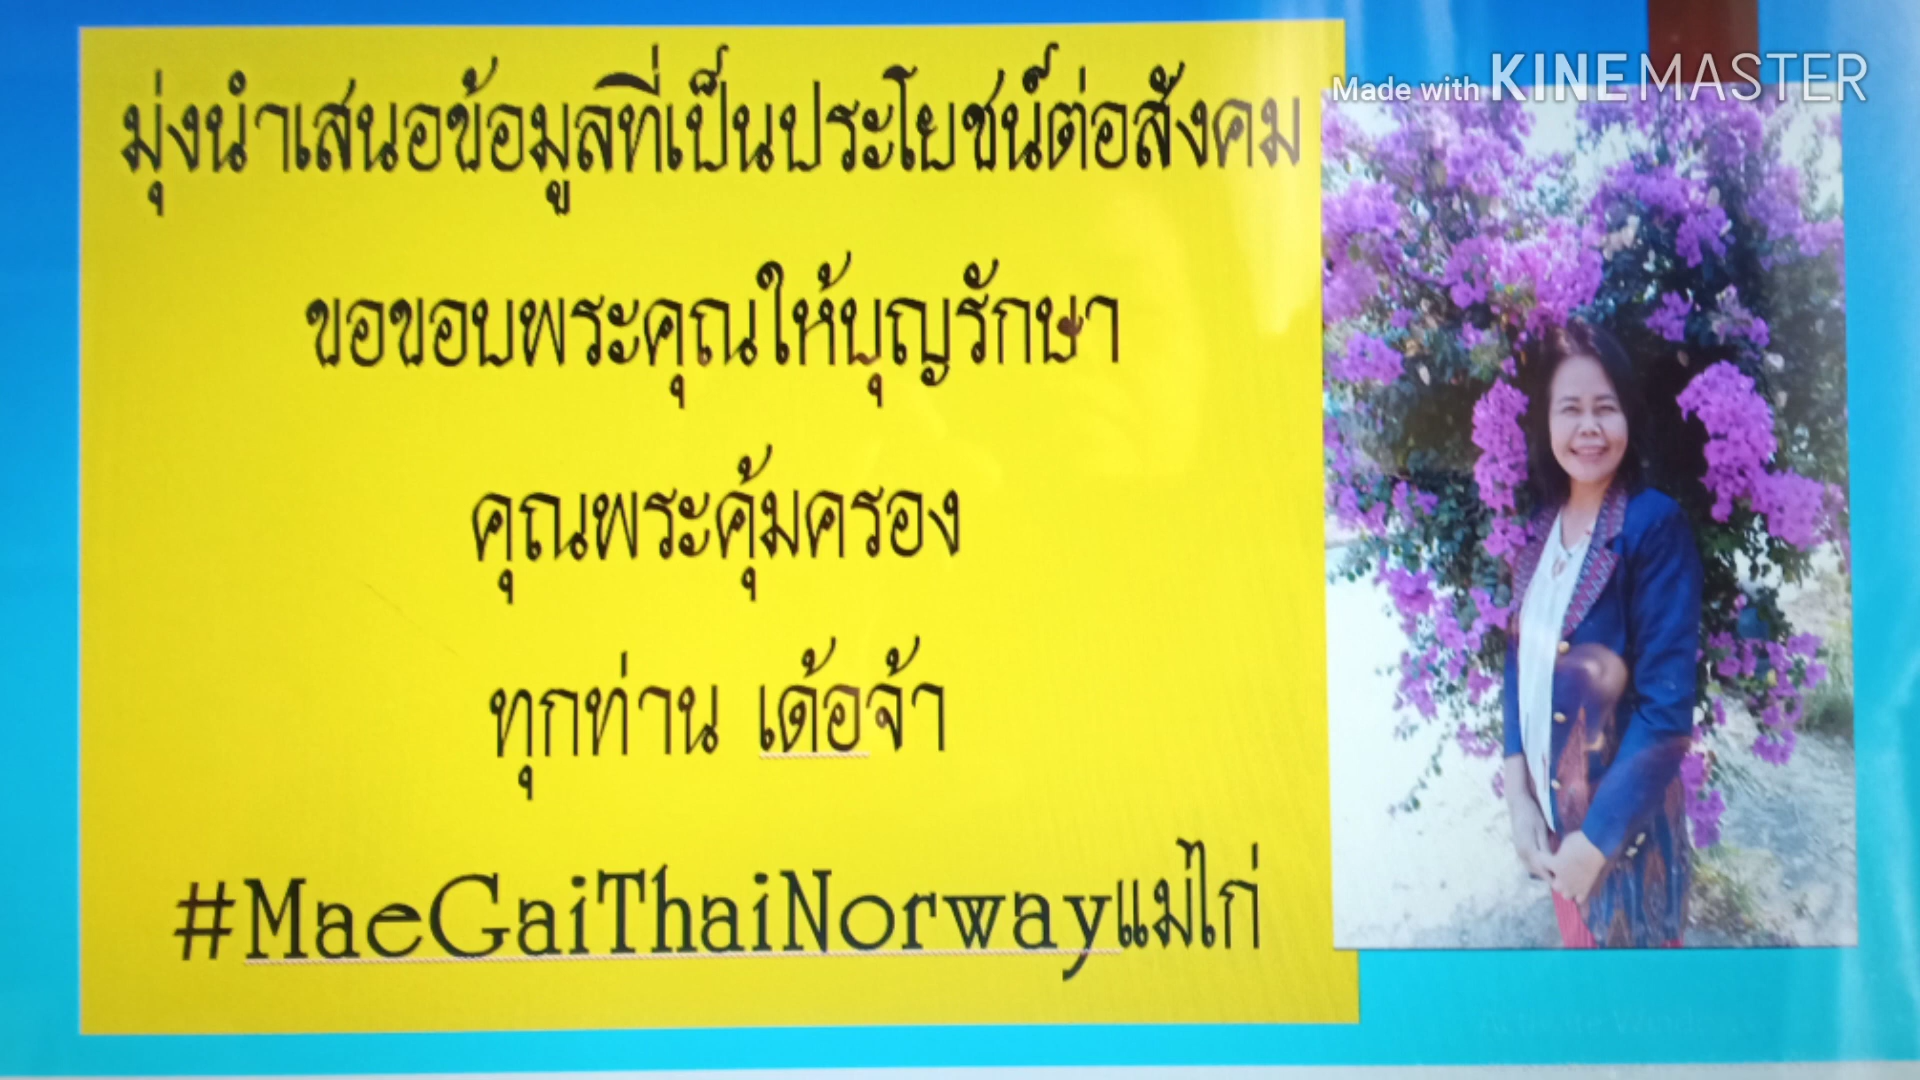 Made with KINEMASTER
มุ่งนำเสนอข้อมูลที่เป็นประโยชน์ต่อสังคม
ขอขอบพระคุณให้บุญรักษา
คุณพระคุ้มครอง
ทุกท่าน เด้อจ้า
#MaeGaiThaiNorwayแม่ไก่